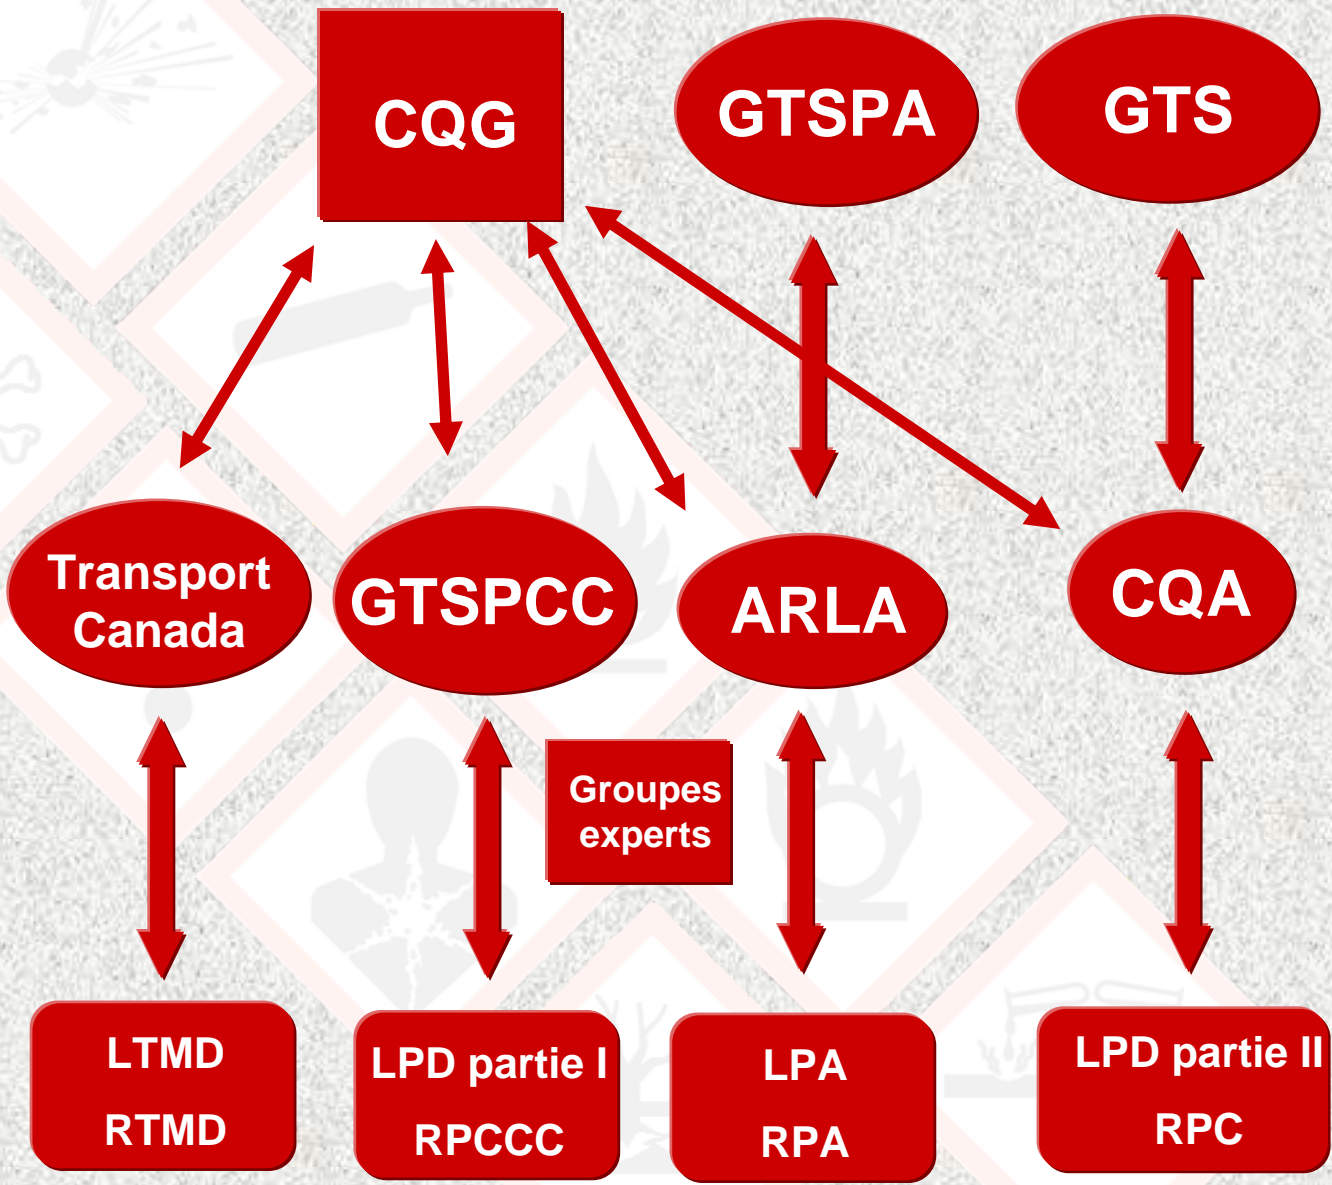 CQG
GTSPA
GTS
Transport
Canada
GTSPCC
ARLA
CQA
Groupes
experts
LTMD
RTMD
LPD partie I
RPCCC
LPA
RPA
LPD partie II
RPC